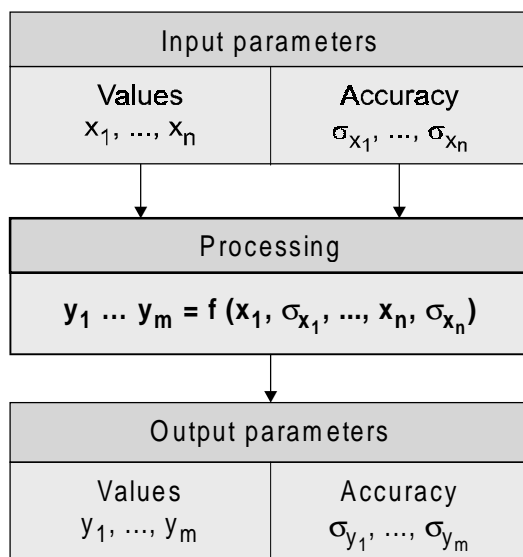 Input parameters
Values
x₁, ..., xₙ
Accuracy
σₓ₁, ..., σₓₙ
Processing
y₁ ... yₘ = f (x₁, σₓ₁, ..., xₙ, σₓₙ)
Output parameters
Values
y₁, ..., yₘ
Accuracy
σy₁, ..., σyₘ